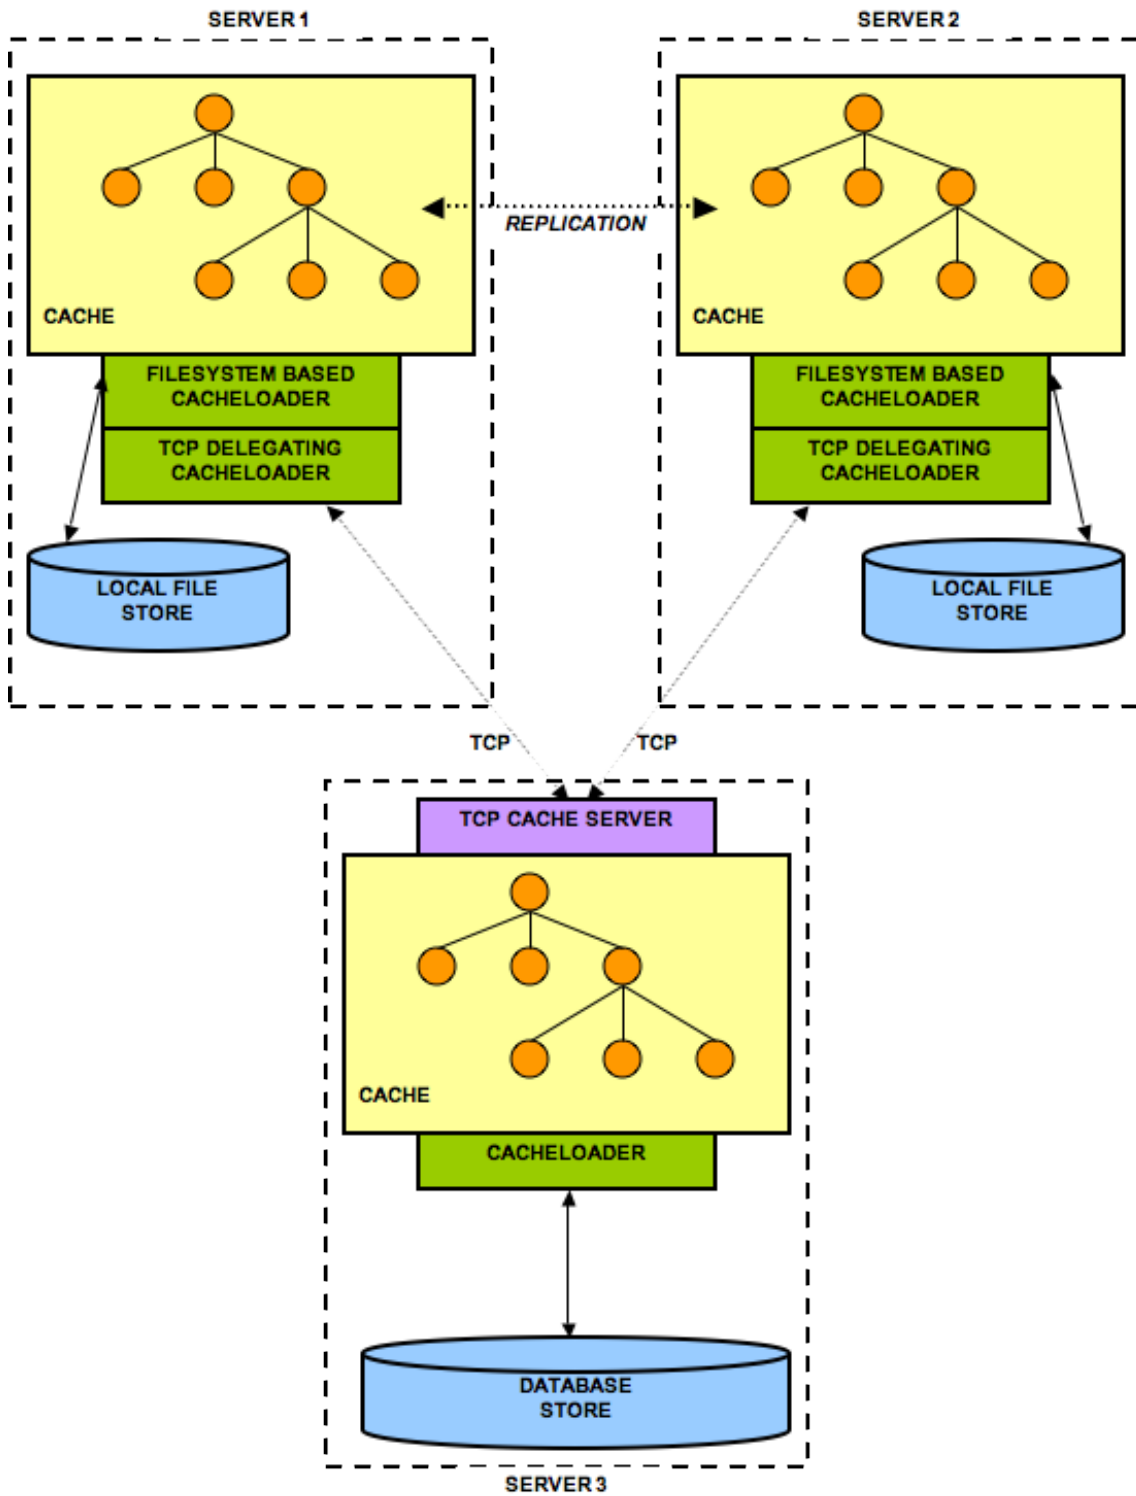 SERVER 1
SERVER 2
REPLICATION
CACHE
CACHE
FILESYSTEM BASED
CACHELOADER
FILESYSTEM BASED
CACHELOADER
TCP DELEGATING
CACHELOADER
TCP DELEGATING
CACHELOADER
LOCAL FILE
STORE
LOCAL FILE
STORE
TCP
TCP
TCP CACHE SERVER
CACHE
CACHELOADER
DATABASE
STORE
SERVER 3